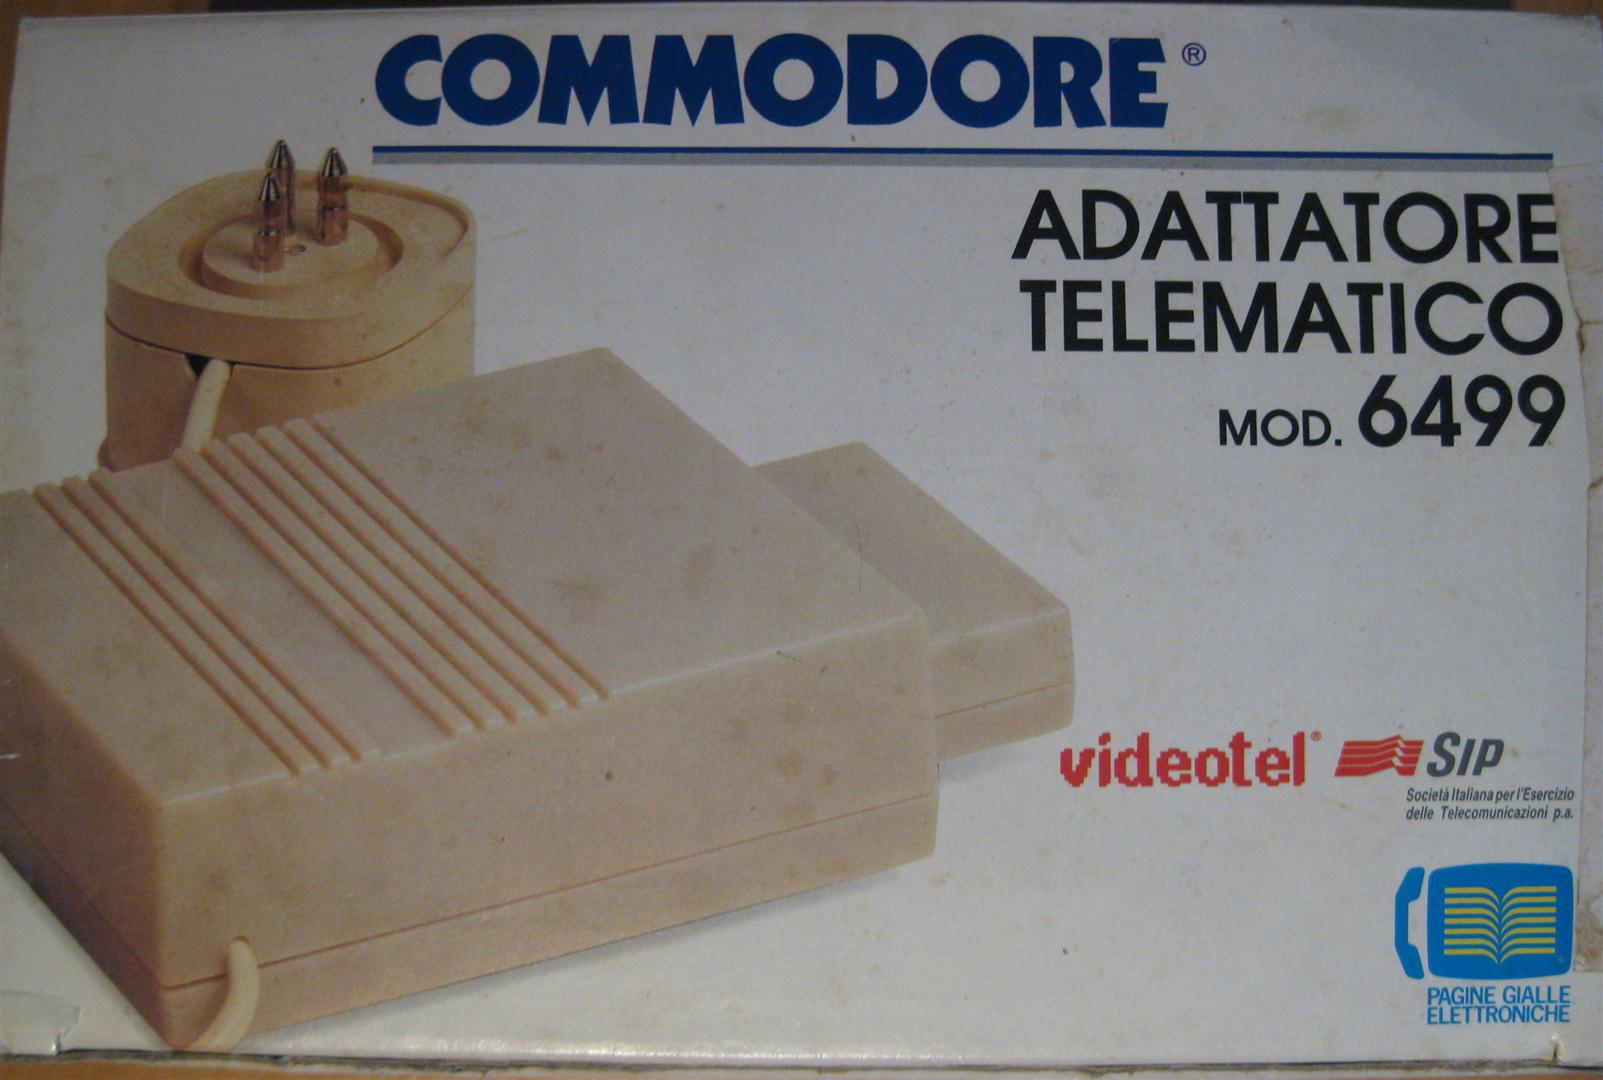 COMMODORE®
ADATTATORE
TELEMATICO
MOD. 6499
videotel® SIP
Società Italiana per l'Esercizio
delle Telecomunicazioni p.a.
PAGINE GIALLE
ELETTRONICHE